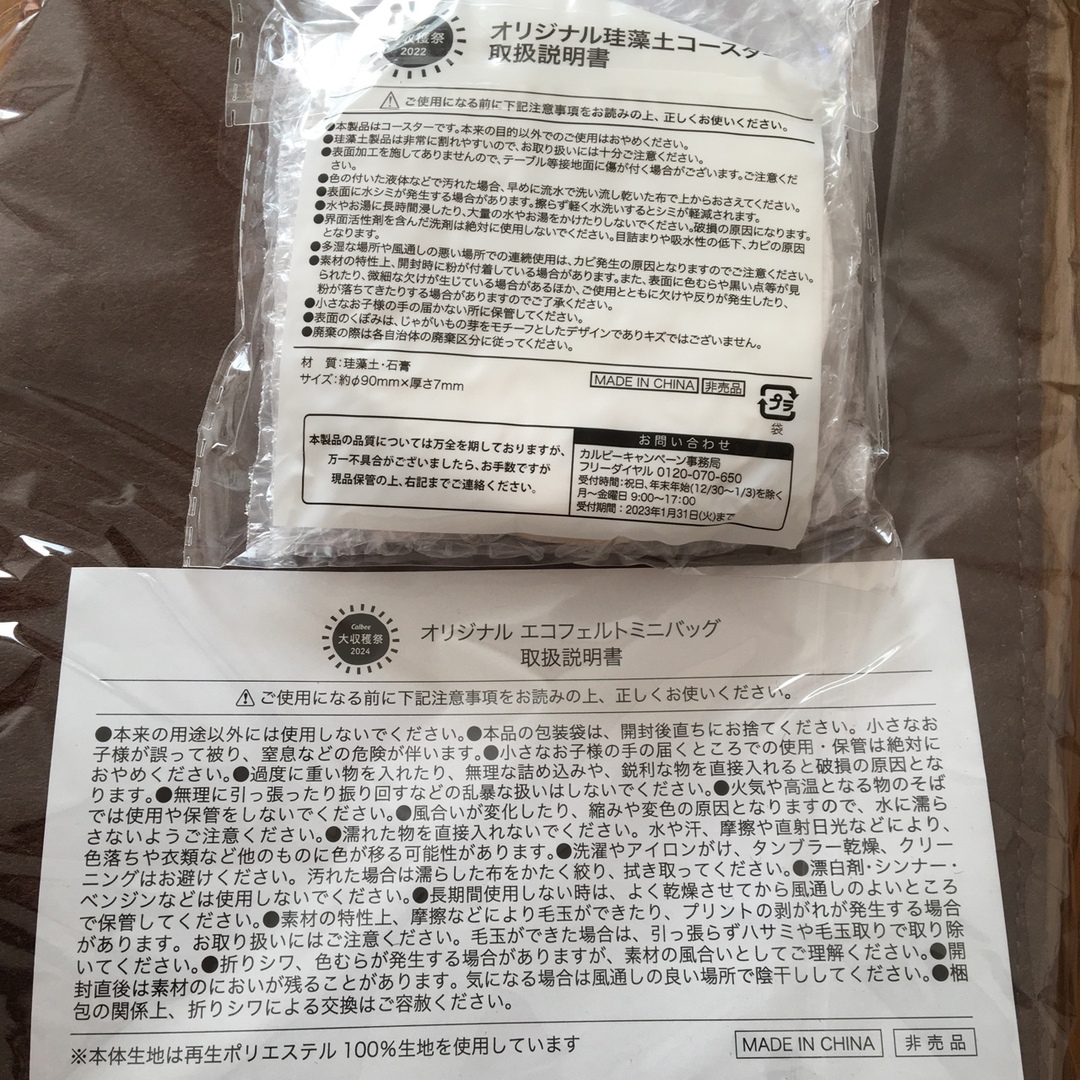 収穫祭
2022
オリジナル珪藻土コースター
取扱説明書
ご使用になる前に下記注意事項をお読みの上、正しくお使いください。
●本製品はコースターです。本来の目的以外でのご使用はおやめください。
●珪藻土製品は非常に割れやすいので、お取り扱いには十分ご注意ください。
●表面加工を施してありませんので、テーブル等接地面に傷が付く場合がございます。ご注意くだ
さい。
●色の付いた液体などで汚れた場合、早めに流水で洗い流し乾いた布で上からおさえてください。
●表面に水シミが発生する場合があります。擦らず軽く水洗いするとシミが軽減されます。
●水やお湯に長時間浸したり、大量の水やお湯をかけたりしないでください。破損の原因になります。
●界面活性剤を含んだ洗剤は絶対に使用しないでください。目詰まりや吸水性の低下、カビの原因
となります。
●多湿な場所や風通しの悪い場所での連続使用は、カビ発生の原因となりますのでご注意ください。
●素材の特性上、開封時に粉が付着している場合があります。また、表面に色むらや黒い点等が見
られたり、微細な欠けが生じている場合があるほか、ご使用とともに欠けや反りが発生したり、
粉が落ちてきたりする場合がありますのでご了承ください。
●小さなお子様の手の届かない所に保管してください。
●表面のくぼみは、じゃがいもの芽をモチーフとしたデザインでありキズではございません。
●廃棄の際は各自治体の廃棄区分に従ってください。
材 質:珪藻土・石膏
サイズ:約φ90mm×厚さ7mm
MADE IN CHINA 非売品
プラ
袋
本製品の品質については万全を期しておりますが、
万一不具合がございましたら、お手数ですが
現品保管の上、右記までご連絡ください。
お問い合わせ
カルビーキャンペーン事務局
フリーダイヤル 0120-070-650
受付時間:祝日、年末年始(12/30〜1/3)を除く
月〜金曜日 9:00〜17:00
受付期間:2023年1月31日(火)まで
Calbee
大収穫祭
2024
オリジナル エコフェルトミニバッグ
取扱説明書
ご使用になる前に下記注意事項をお読みの上、正しくお使いください。
●本来の用途以外には使用しないでください。●本品の包装袋は、開封後直ちにお捨てください。小さなお
子様が誤って被り、窒息などの危険が伴います。●小さなお子様の手の届くところでの使用・保管は絶対に
おやめください。●過度に重い物を入れたり、無理な詰め込みや、鋭利な物を直接入れると破損の原因とな
ります。●無理に引っ張ったり振り回すなどの乱暴な扱いはしないでください。●火気や高温となる物のそば
では使用や保管をしないでください。●風合いが変化したり、縮みや変色の原因となりますので、水に濡ら
さないようご注意ください。●濡れた物を直接入れないでください。水や汗、摩擦や直射日光などにより、
色落ちや衣類など他のものに色が移る可能性があります。●洗濯やアイロンがけ、タンブラー乾燥、クリー
ニングはお避けください。汚れた場合は濡らした布をかたく絞り、拭き取ってください。●漂白剤・シンナー・
ベンジンなどは使用しないでください。●長期間使用しない時は、よく乾燥させてから風通しのよいところ
で保管してください。●素材の特性上、摩擦などにより毛玉ができたり、プリントの剥がれが発生する場合
があります。お取り扱いにはご注意ください。毛玉ができた場合は、引っ張らずハサミや毛玉取りで取り除
いてください。●折りシワ、色むらが発生する場合がありますが、素材の風合いとしてご理解ください。●開
封直後は素材のにおいが残ることがあります。気になる場合は風通しの良い場所で陰干ししてください。●梱
包の関係上、折りシワによる交換はご容赦ください。
※本体生地は再生ポリエステル100%生地を使用しています
MADE IN CHINA 非売品